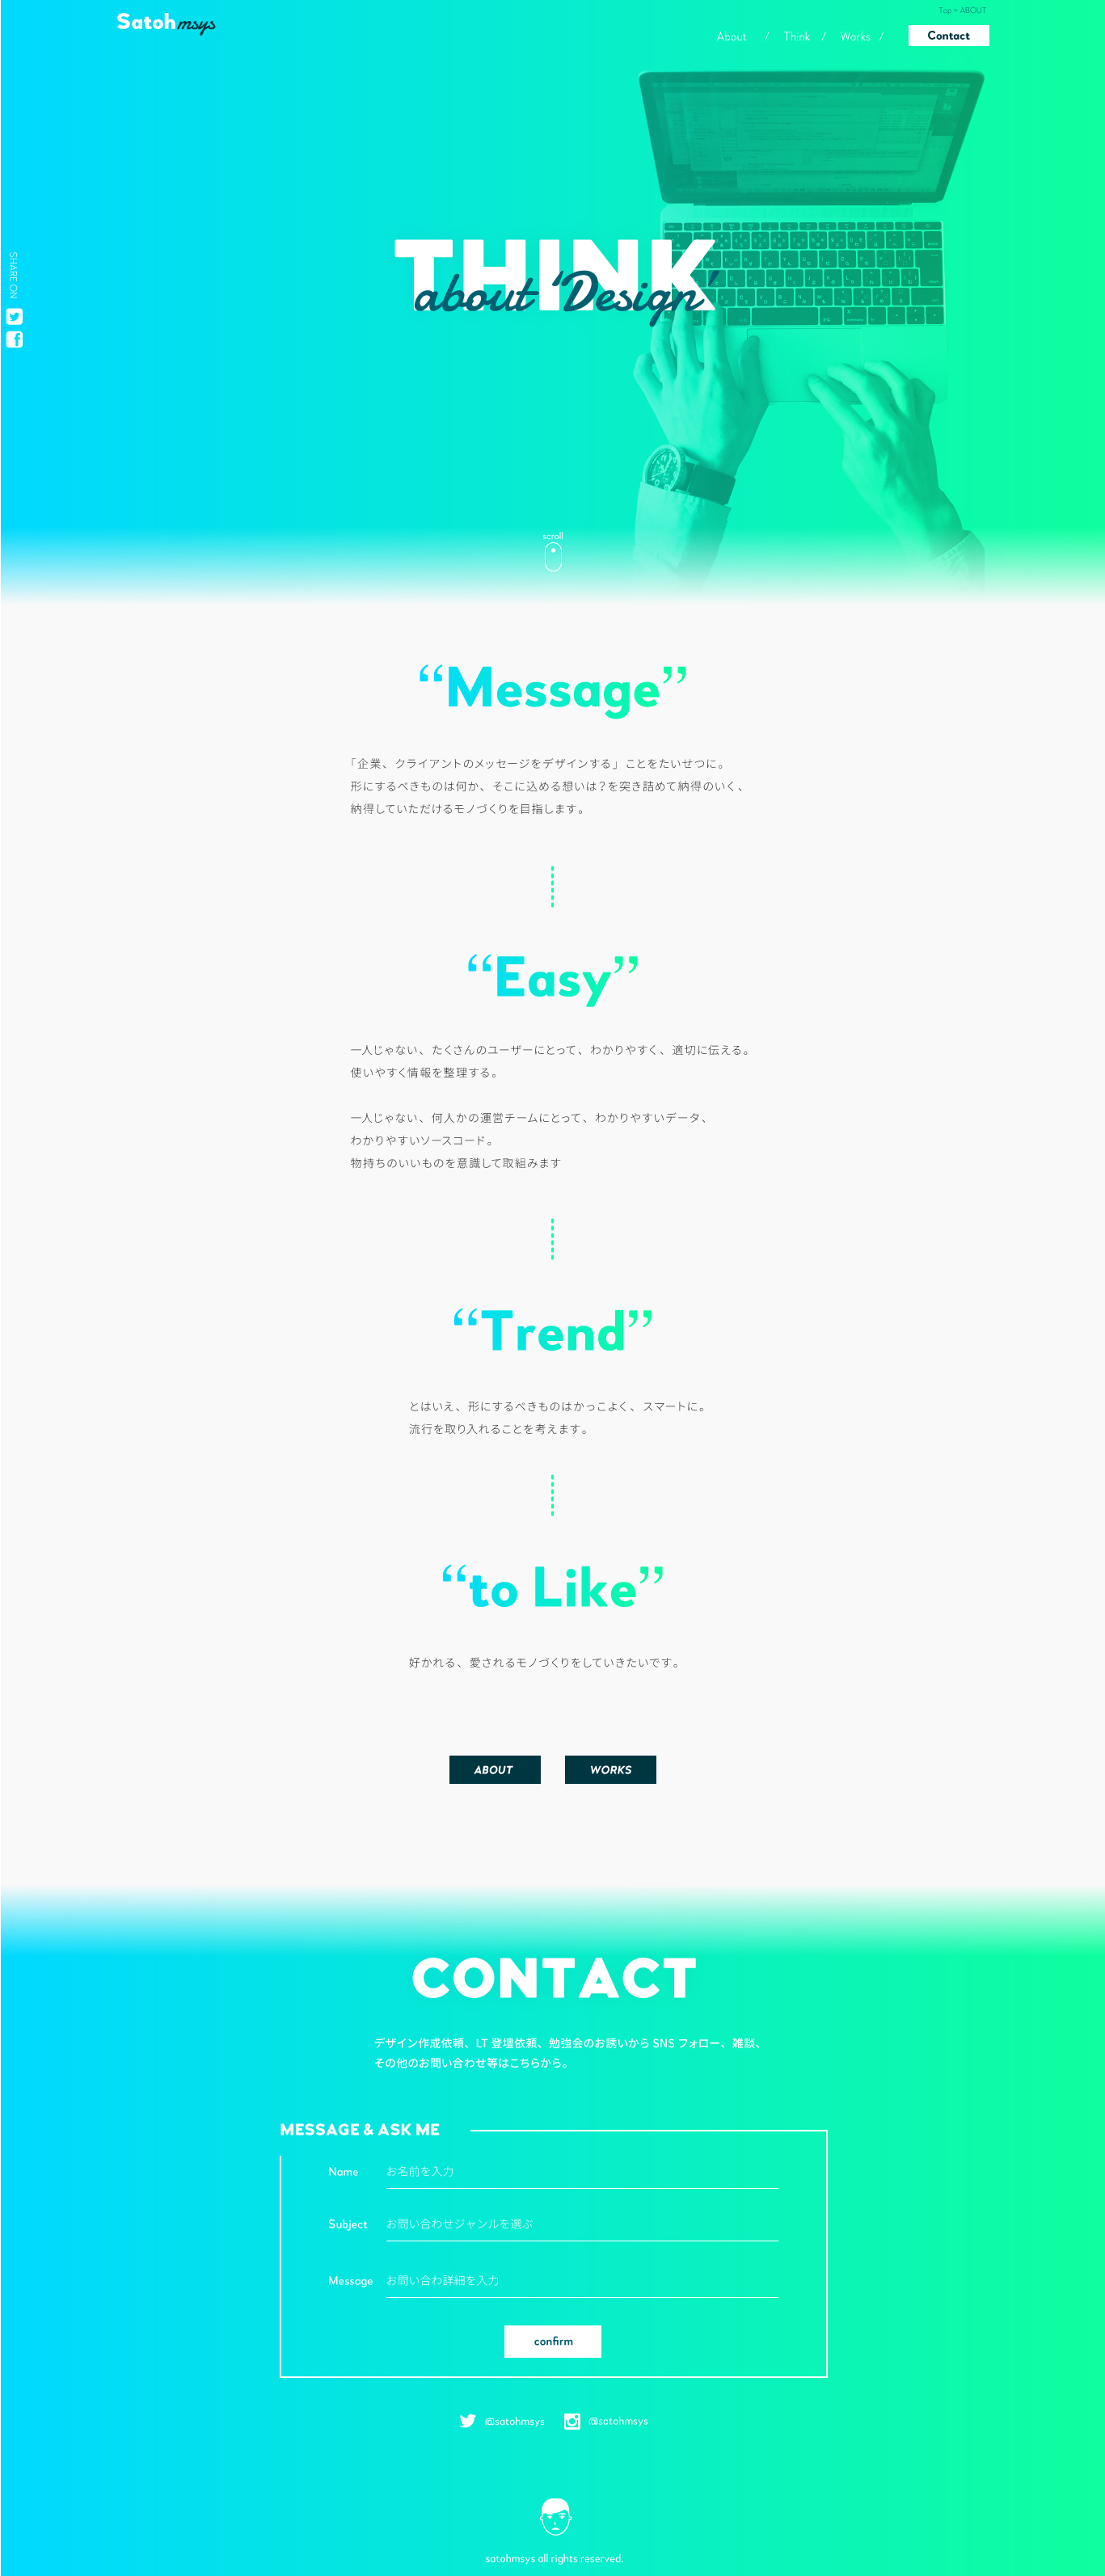 Satohmsys
Top > ABOUT
About / Think / Works /
Contact
SHARE ON
THINK
about ‘Design’
scroll
“Message”
「企業、クライアントのメッセージをデザインする」ことをたいせつに。
形にするべきものは何か、そこに込める想いは？を突き詰めて納得のいく、
納得していただけるモノづくりを目指します。
“Easy”
一人じゃない、たくさんのユーザーにとって、わかりやすく、適切に伝える。
使いやすく情報を整理する。
一人じゃない、何人かの運営チームにとって、わかりやすいデータ、
わかりやすいソースコード。
物持ちのいいものを意識して取組みます
“Trend”
とはいえ、形にするべきものはかっこよく、スマートに。
流行を取り入れることを考えます。
“to Like”
好かれる、愛されるモノづくりをしていきたいです。
ABOUT
WORKS
CONTACT
デザイン作成依頼、LT 登壇依頼、勉強会のお誘いから SNS フォロー、雑談、
その他のお問い合わせ等はこちらから。
MESSAGE & ASK ME
Name お名前を入力
Subject お問い合わせジャンルを選ぶ
Message お問い合わ詳細を入力
confirm
@satohmsys @satohmsys
satohmsys all rights reserved.